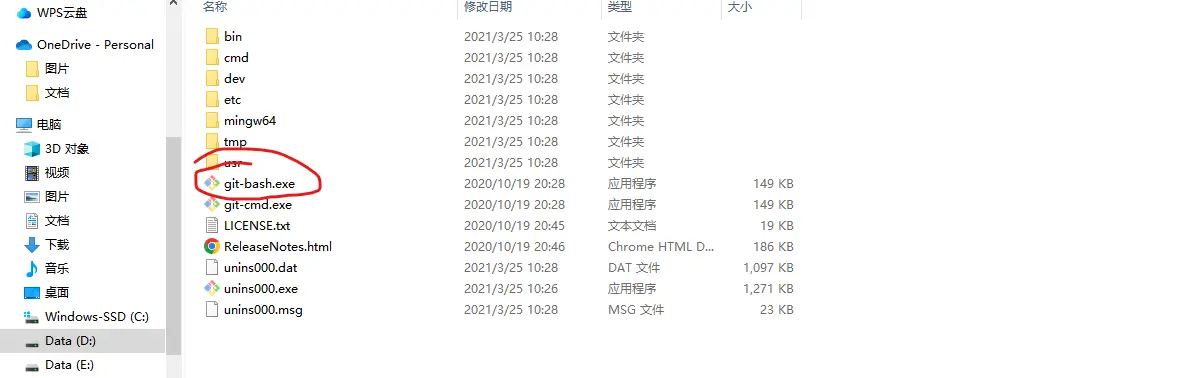 WPS云盘
OneDrive - Personal
图片
文档
电脑
3D 对象
视频
图片
文档
下载
音乐
桌面
Windows-SSD (C:)
Data (D:)
Data (E:)
名称 修改日期 类型 大小
bin 2021/3/25 10:28 文件夹
cmd 2021/3/25 10:28 文件夹
dev 2021/3/25 10:28 文件夹
etc 2021/3/25 10:28 文件夹
mingw64 2021/3/25 10:28 文件夹
tmp 2021/3/25 10:28 文件夹
usr 2021/3/25 10:28 文件夹
git-bash.exe 2020/10/19 20:28 应用程序 149 KB
git-cmd.exe 2020/10/19 20:28 应用程序 149 KB
LICENSE.txt 2020/10/19 20:45 文本文档 19 KB
ReleaseNotes.html 2020/10/19 20:46 Chrome HTML D... 186 KB
unins000.dat 2021/3/25 10:28 DAT 文件 1,097 KB
unins000.exe 2021/3/25 10:26 应用程序 1,271 KB
unins000.msg 2021/3/25 10:28 MSG 文件 23 KB